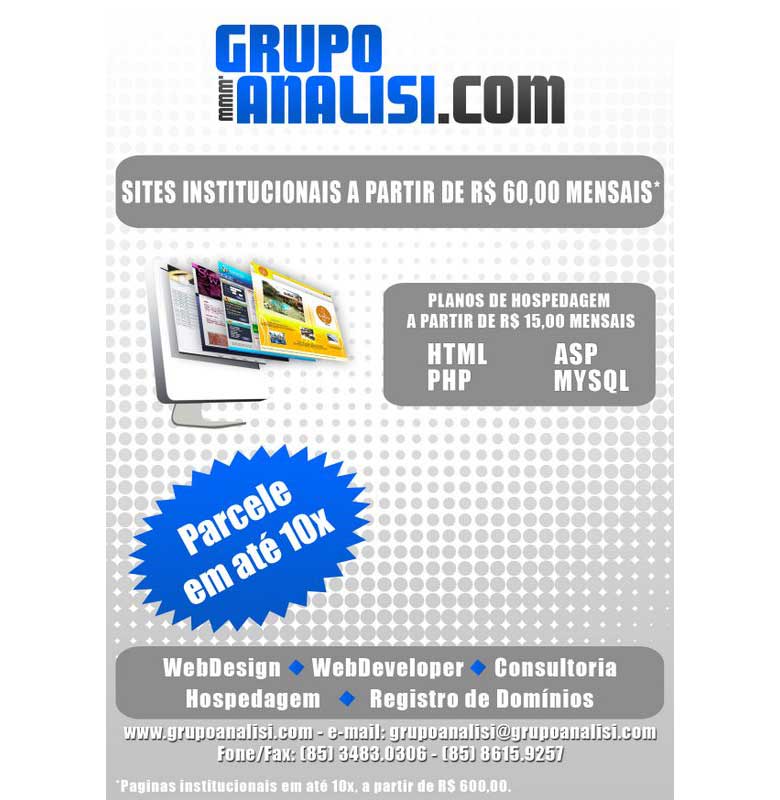 GRUPO
www.
ANALISI.COM
SITES INSTITUCIONAIS A PARTIR DE R$ 60,00 MENSAIS*
PLANOS DE HOSPEDAGEM
A PARTIR DE R$ 15,00 MENSAIS
HTML ASP
PHP MYSQL
Parcele
em até 10x
WebDesign ◆ WebDeveloper ◆ Consultoria
Hospedagem ◆ Registro de Domínios
www.grupoanalisi.com - e-mail: grupoanalisi@grupoanalisi.com
Fone/Fax: (85) 3483.0306 - (85) 8615.9257
*Paginas institucionais em até 10x, a partir de R$ 600,00.